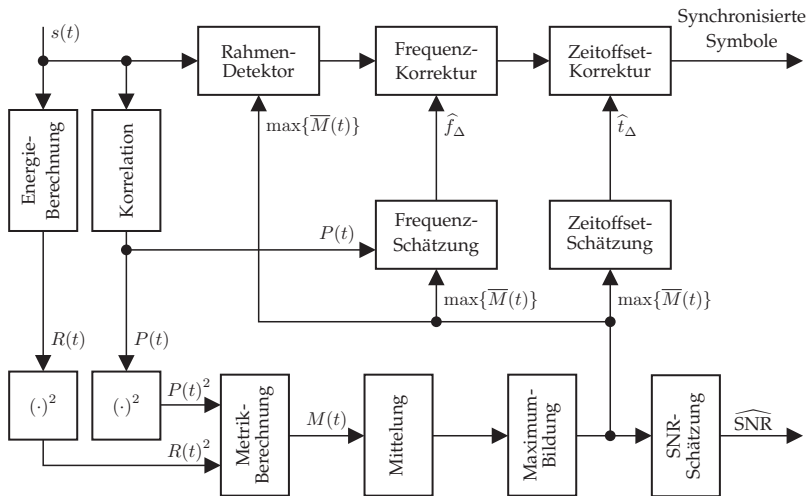 Synchronisierte
Symbole
s(t)
Rahmen-
Detektor
Frequenz-
Korrektur
Zeitoffset-
Korrektur
Energie-
Berechnung
Korrelation
max{M̅(t)}
f̂_Δ
t̂_Δ
P(t)
Frequenz-
Schätzung
Zeitoffset-
Schätzung
max{M̅(t)}
max{M̅(t)}
R(t)
P(t)
(·)²
(·)²
P(t)²
R(t)²
Metrik-
Berechnung
M(t)
Mittelung
Maximum-
Bildung
SNR-
Schätzung
SNR̂